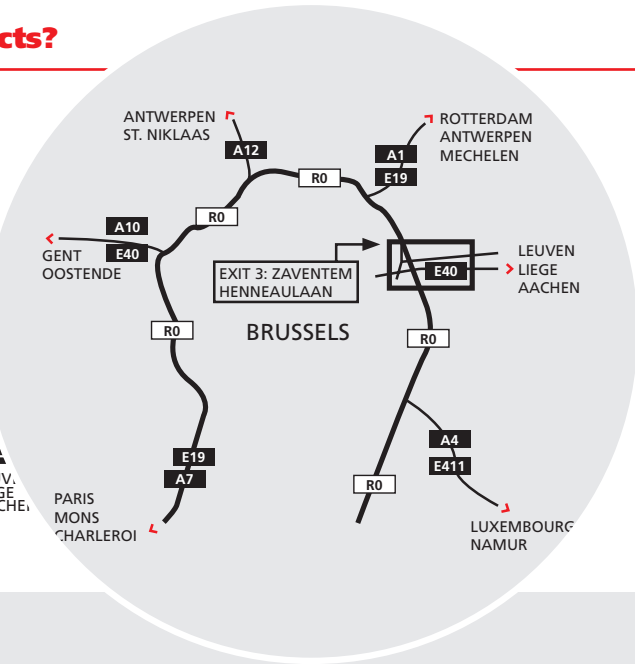 cts?
ANTWERPEN
ST. NIKLAAS
A12
R0
A1
E19
ROTTERDAM
ANTWERPEN
MECHELEN
R0
A10
E40
GENT
OOSTENDE
EXIT 3: ZAVENTEM
HENNEAULAAN
E40
LEUVEN
LIEGE
AACHEN
BRUSSELS
R0
R0
E19
A7
A4
E411
R0
PARIS
MONS
CHARLEROI
LUXEMBOURG
NAMUR